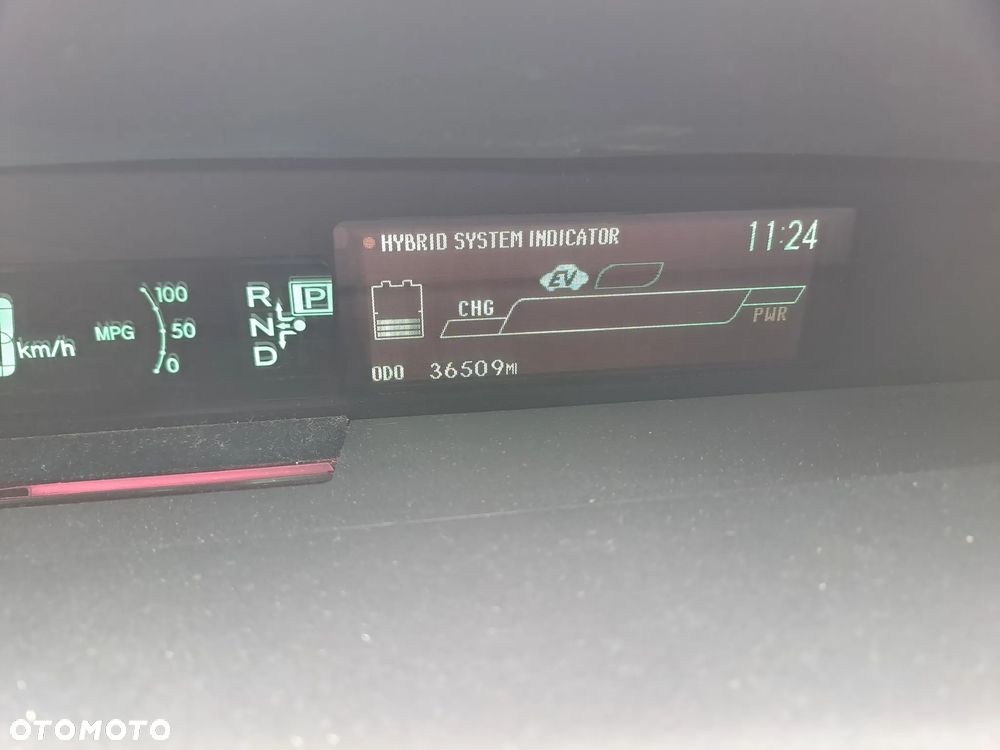 HYBRID SYSTEM INDICATOR 11:24
EV
CHG
PWR
ODO 36509MI
km/h
MPG
100
50
0
R
P
N
D
OTOMOTO